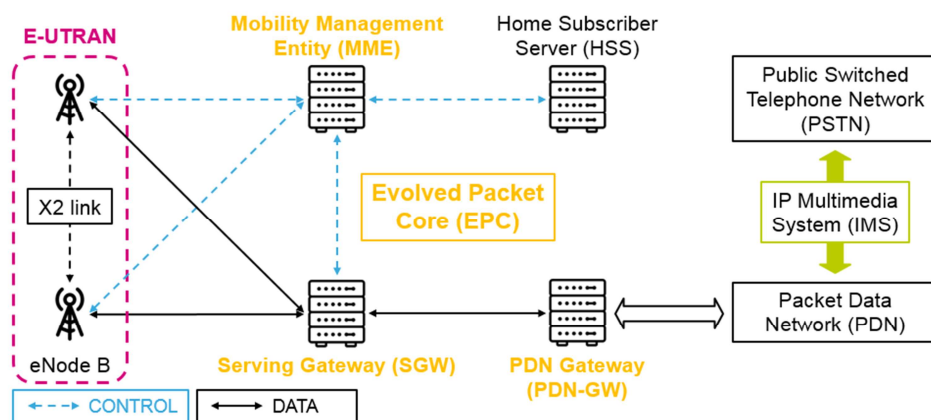 E-UTRAN
Mobility Management
Entity (MME)
Home Subscriber
Server (HSS)
Public Switched
Telephone Network
(PSTN)
X2 link
Evolved Packet
Core (EPC)
IP Multimedia
System (IMS)
eNode B
Serving Gateway (SGW)
PDN Gateway
(PDN-GW)
Packet Data
Network (PDN)
CONTROL
DATA